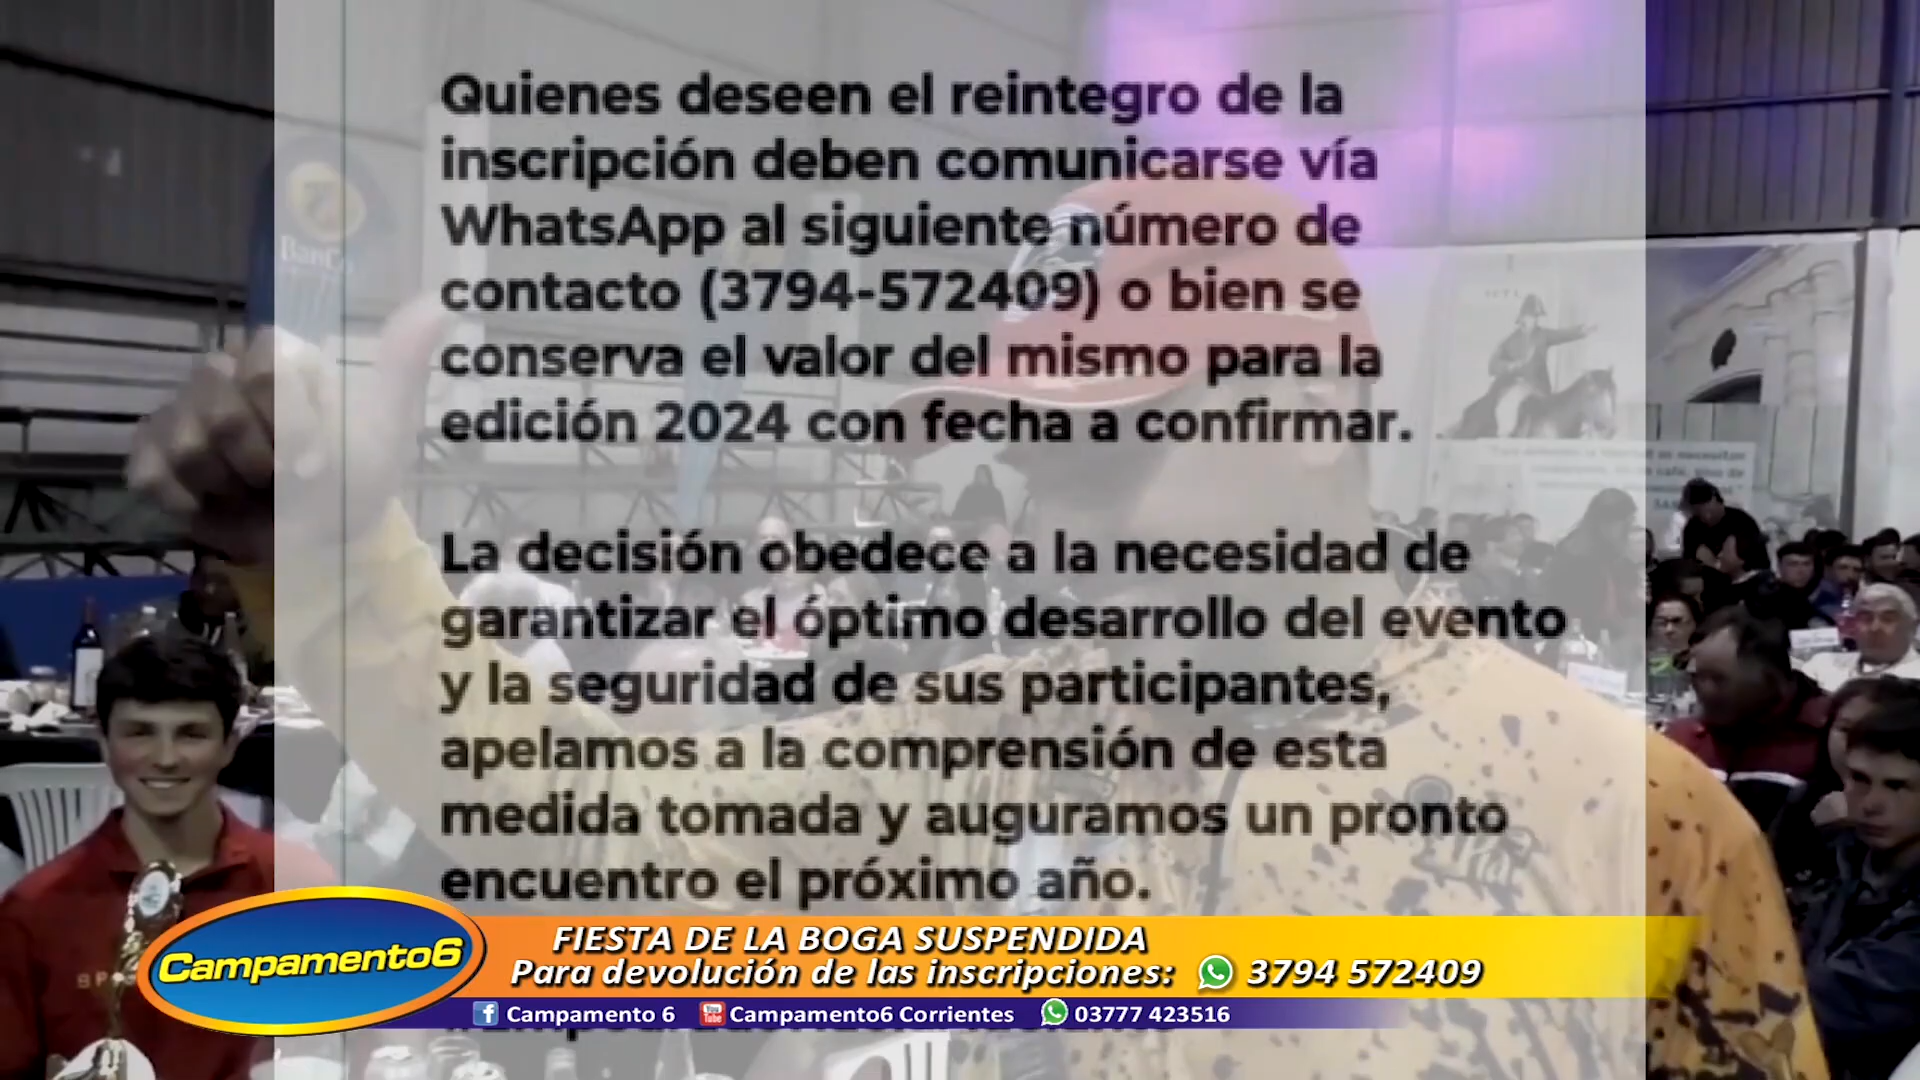 Quienes deseen el reintegro de la
inscripción deben comunicarse vía
WhatsApp al siguiente número de
contacto (3794-572409) o bien se
conserva el valor del mismo para la
edición 2024 con fecha a confirmar.
La decisión obedece a la necesidad de
garantizar el óptimo desarrollo del evento
y la seguridad de sus participantes,
apelamos a la comprensión de esta
medida tomada y auguramos un pronto
encuentro el próximo año.
Campamento6
FIESTA DE LA BOGA SUSPENDIDA
Para devolución de las inscripciones: 3794 572409
Campamento 6 You Tube Campamento6 Corrientes 03777 423516